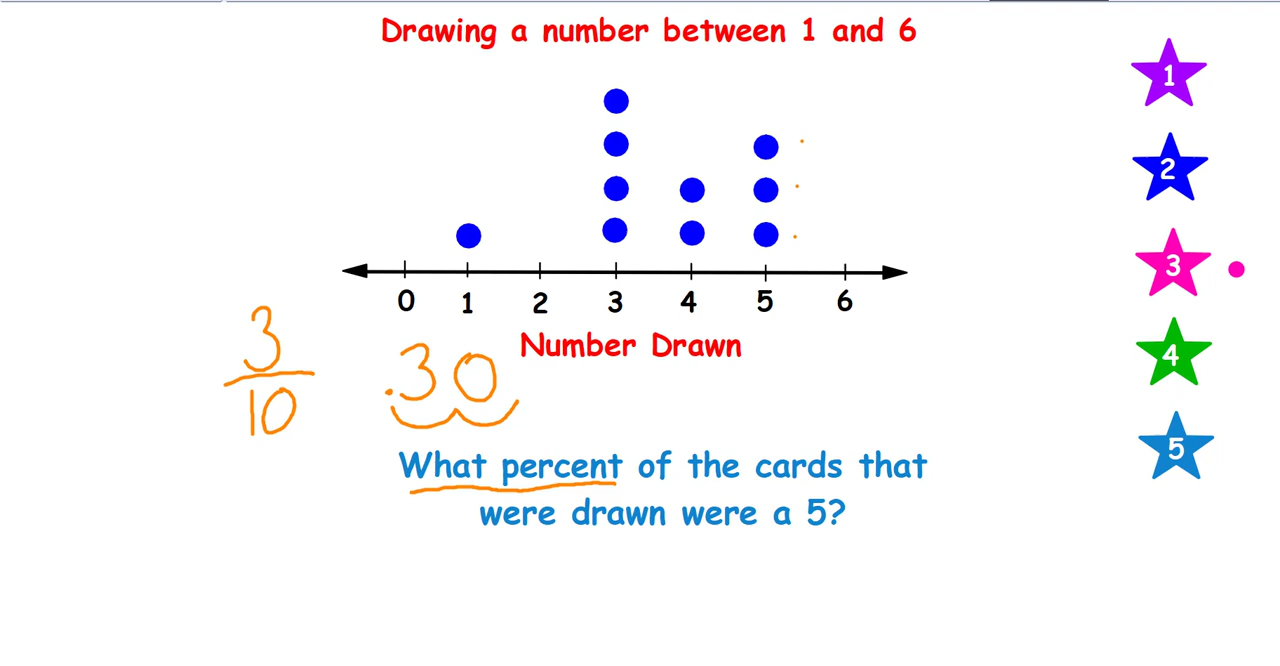 Drawing a number between 1 and 6
1
2
3
4
5
0 1 2 3 4 5 6
Number Drawn
3
10
.30
What percent of the cards that
were drawn were a 5?